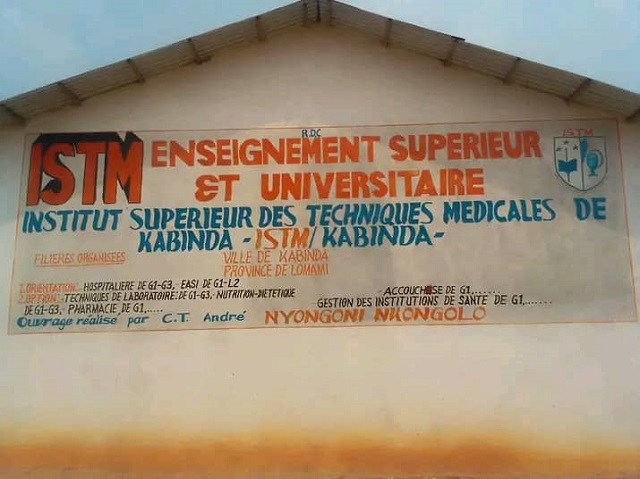 R.D.C
ISTM ENSEIGNEMENT SUPERIEUR
ET UNIVERSITAIRE
ISTM
INSTITUT SUPERIEUR DES TECHNIQUES MEDICALES DE
KABINDA - ISTM/KABINDA-
FILIERES ORGANISEES
VILLE DE KABINDA
PROVINCE DE LOMAMI
1. ORIENTATION:- HOSPITALIERE DE G1-G3,- EASI DE G1-L2
2. OPTION:-TECHNIQUES DE LABORATOIRE:DE G1-G3,- NUTRITION-DIETETIQUE
DE G1-G3, PHARMACIE DE G1,.....
- ACCOUCHEUSE DE G1,......
GESTION DES INSTITUTIONS DE SANTE DE G1,......
Ouvrage réalise par C.T. André NYONGONI NKONGOLO